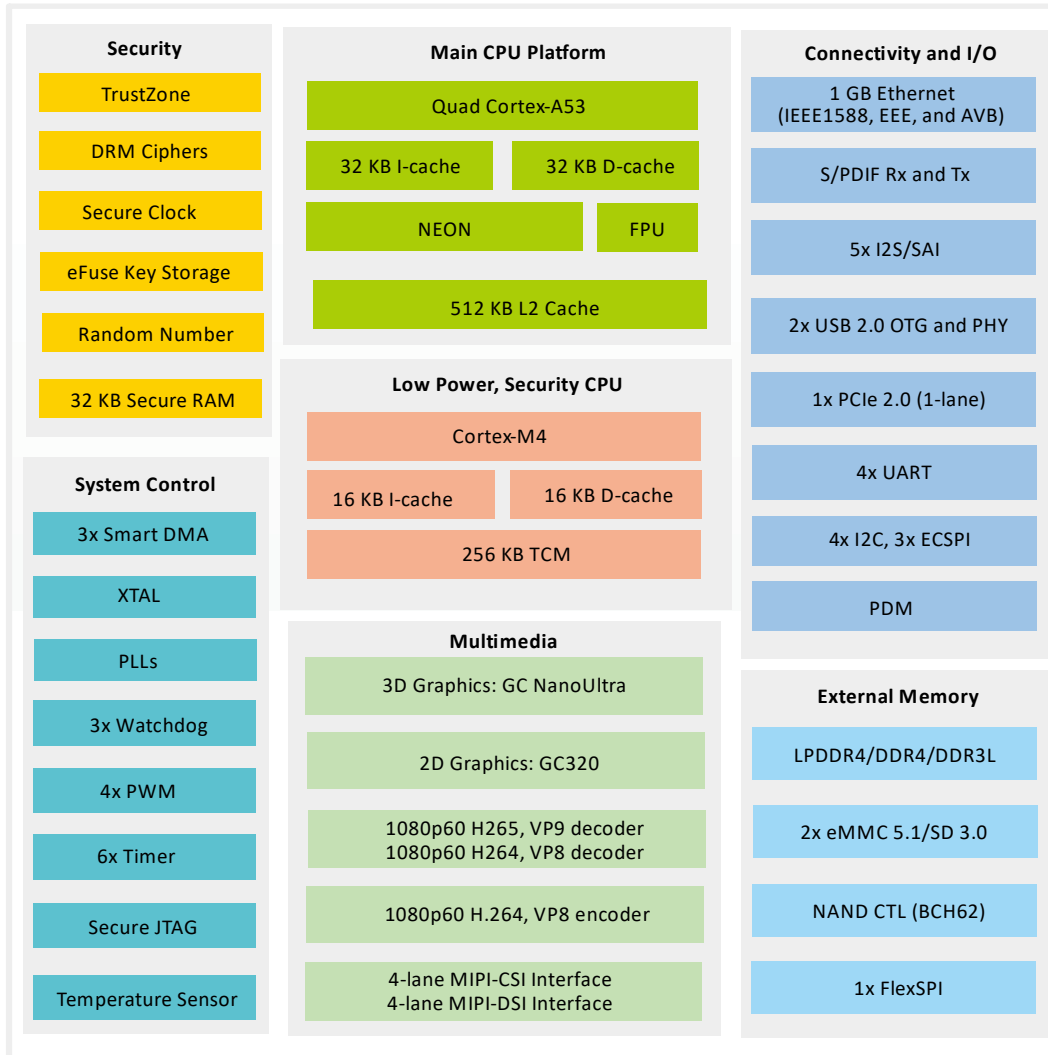 Security
TrustZone
DRM Ciphers
Secure Clock
eFuse Key Storage
Random Number
32 KB Secure RAM
System Control
3x Smart DMA
XTAL
PLLs
3x Watchdog
4x PWM
6x Timer
Secure JTAG
Temperature Sensor
Main CPU Platform
Quad Cortex-A53
32 KB I-cache
32 KB D-cache
NEON
FPU
512 KB L2 Cache
Low Power, Security CPU
Cortex-M4
16 KB I-cache
16 KB D-cache
256 KB TCM
Multimedia
3D Graphics: GC NanoUltra
2D Graphics: GC320
1080p60 H265, VP9 decoder
1080p60 H264, VP8 decoder
1080p60 H.264, VP8 encoder
4-lane MIPI-CSI Interface
4-lane MIPI-DSI Interface
Connectivity and I/O
1 GB Ethernet
(IEEE1588, EEE, and AVB)
S/PDIF Rx and Tx
5x I2S/SAI
2x USB 2.0 OTG and PHY
1x PCIe 2.0 (1-lane)
4x UART
4x I2C, 3x ECSPI
PDM
External Memory
LPDDR4/DDR4/DDR3L
2x eMMC 5.1/SD 3.0
NAND CTL (BCH62)
1x FlexSPI